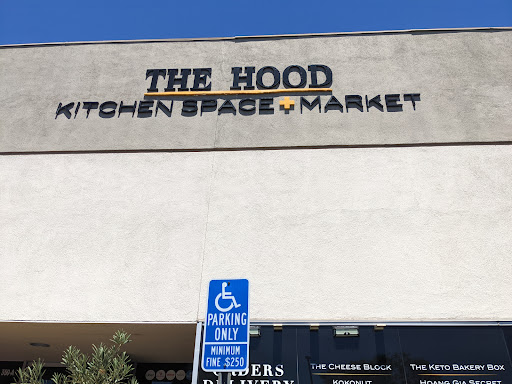 THE HOOD
KITCHEN SPACE + MARKET
PARKING
ONLY
MINIMUM
FINE $250
DELIVERY
THE CHEESE BLOCK
KOKONUT
THE KETO BAKERY BOX
HOANG GIA SECRET